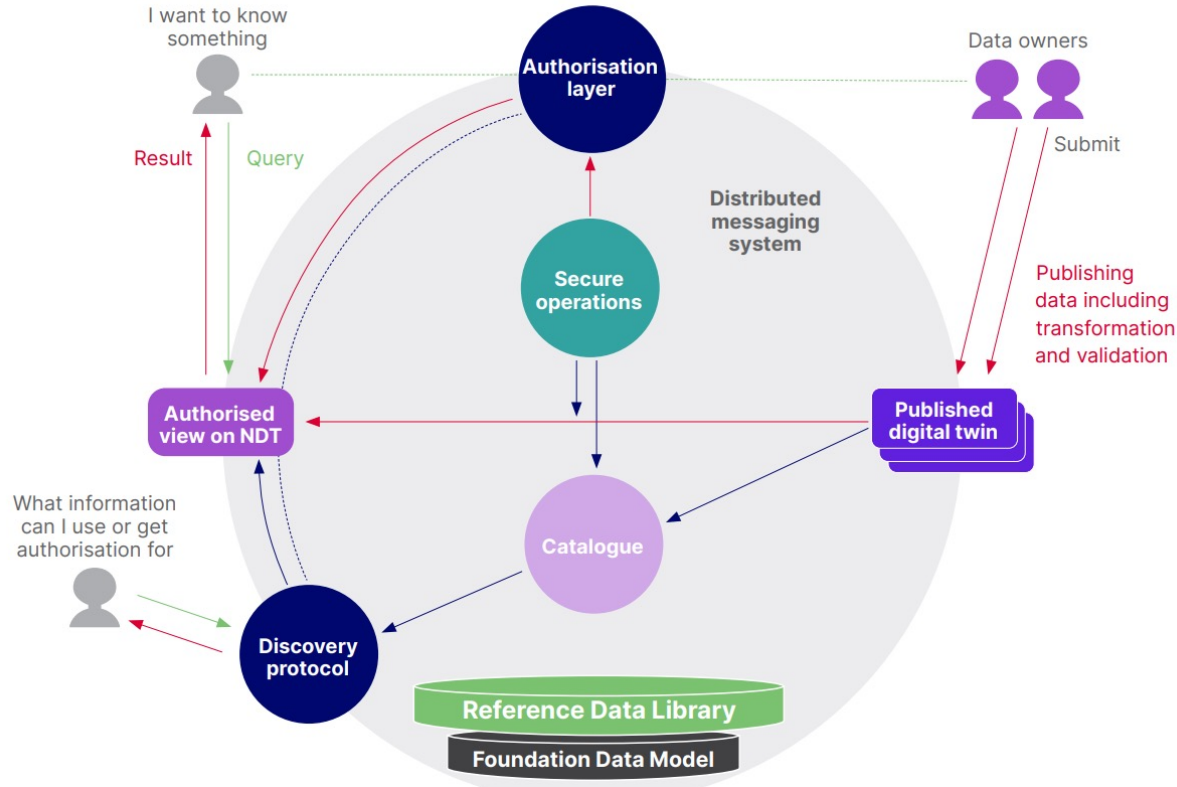 I want to know
something
Data owners
Authorisation
layer
Result
Query
Submit
Distributed
messaging
system
Secure
operations
Publishing
data including
transformation
and validation
Authorised
view on NDT
Published
digital twin
What information
can I use or get
authorisation for
Catalogue
Discovery
protocol
Reference Data Library
Foundation Data Model